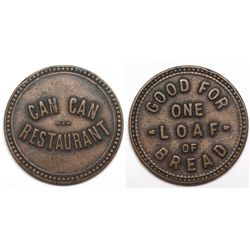 CAN CAN
RESTAURANT
GOOD FOR
ONE
-LOAF-
OF
BREAD